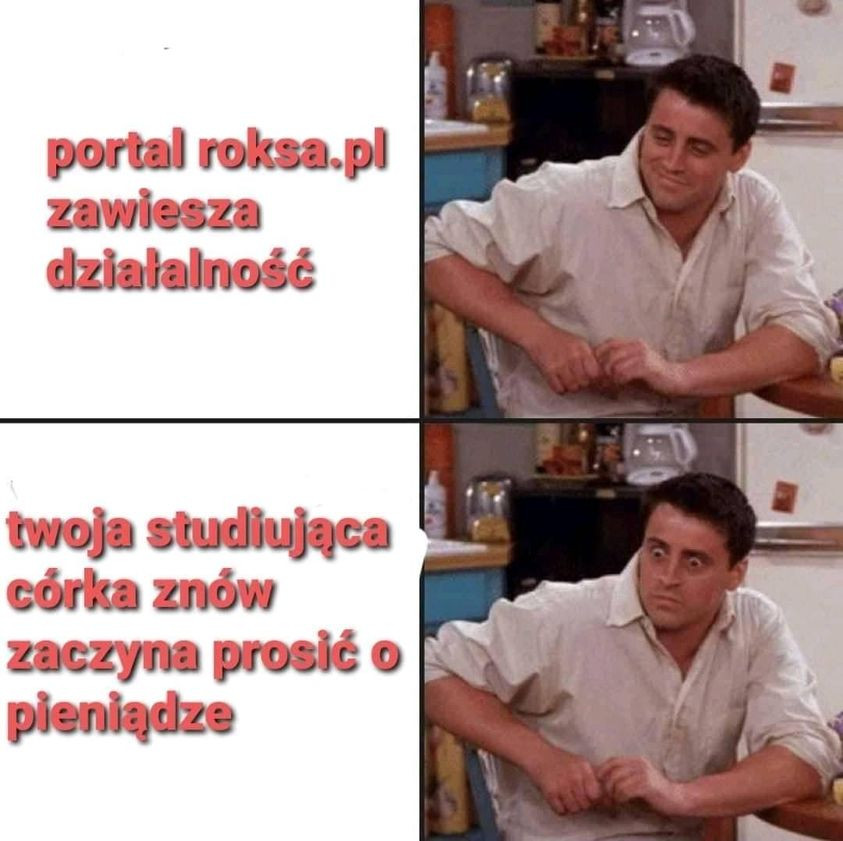 portal roksa.pl
zawiesza
działalność
twoja studiująca
córka znów
zaczyna prosić o
pieniądze